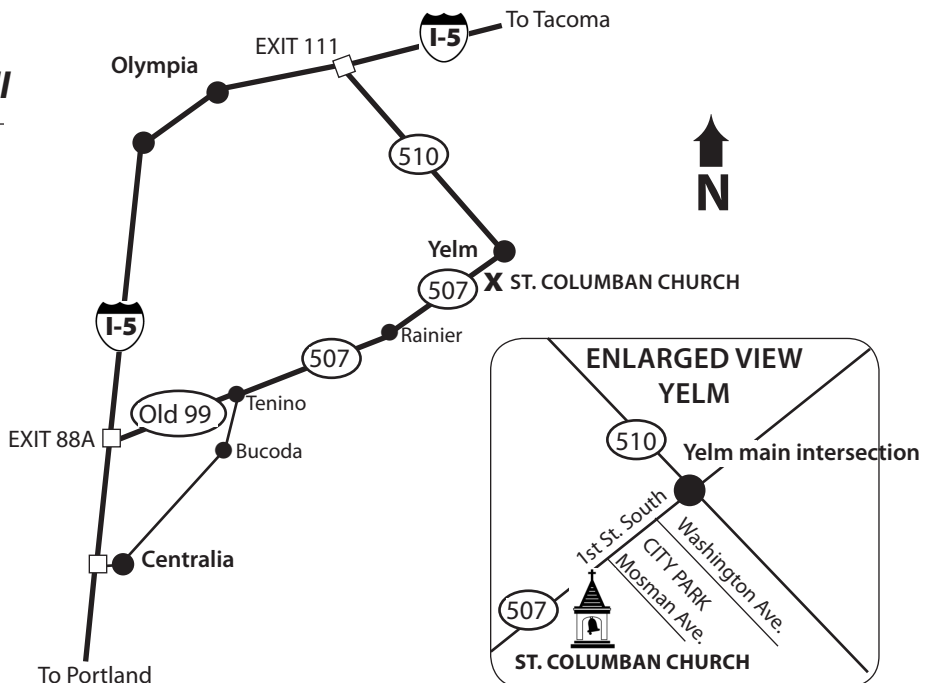 To Tacoma
I-5
EXIT 111
Olympia
510
N
Yelm
507
X ST. COLUMBAN CHURCH
I-5
Rainier
507
Tenino
Old 99
EXIT 88A
Bucoda
Centralia
To Portland
ENLARGED VIEW
YELM
510
Yelm main intersection
1st St. South
Washington Ave.
CITY PARK
Mosman Ave.
507
ST. COLUMBAN CHURCH